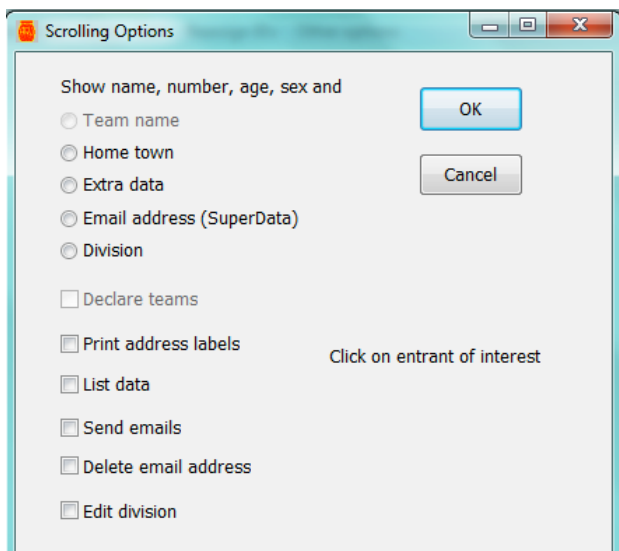 Scrolling Options
Show name, number, age, sex and
Team name
Home town
Extra data
Email address (SuperData)
Division
Declare teams
Print address labels
List data
Send emails
Delete email address
Edit division
OK
Cancel
Click on entrant of interest